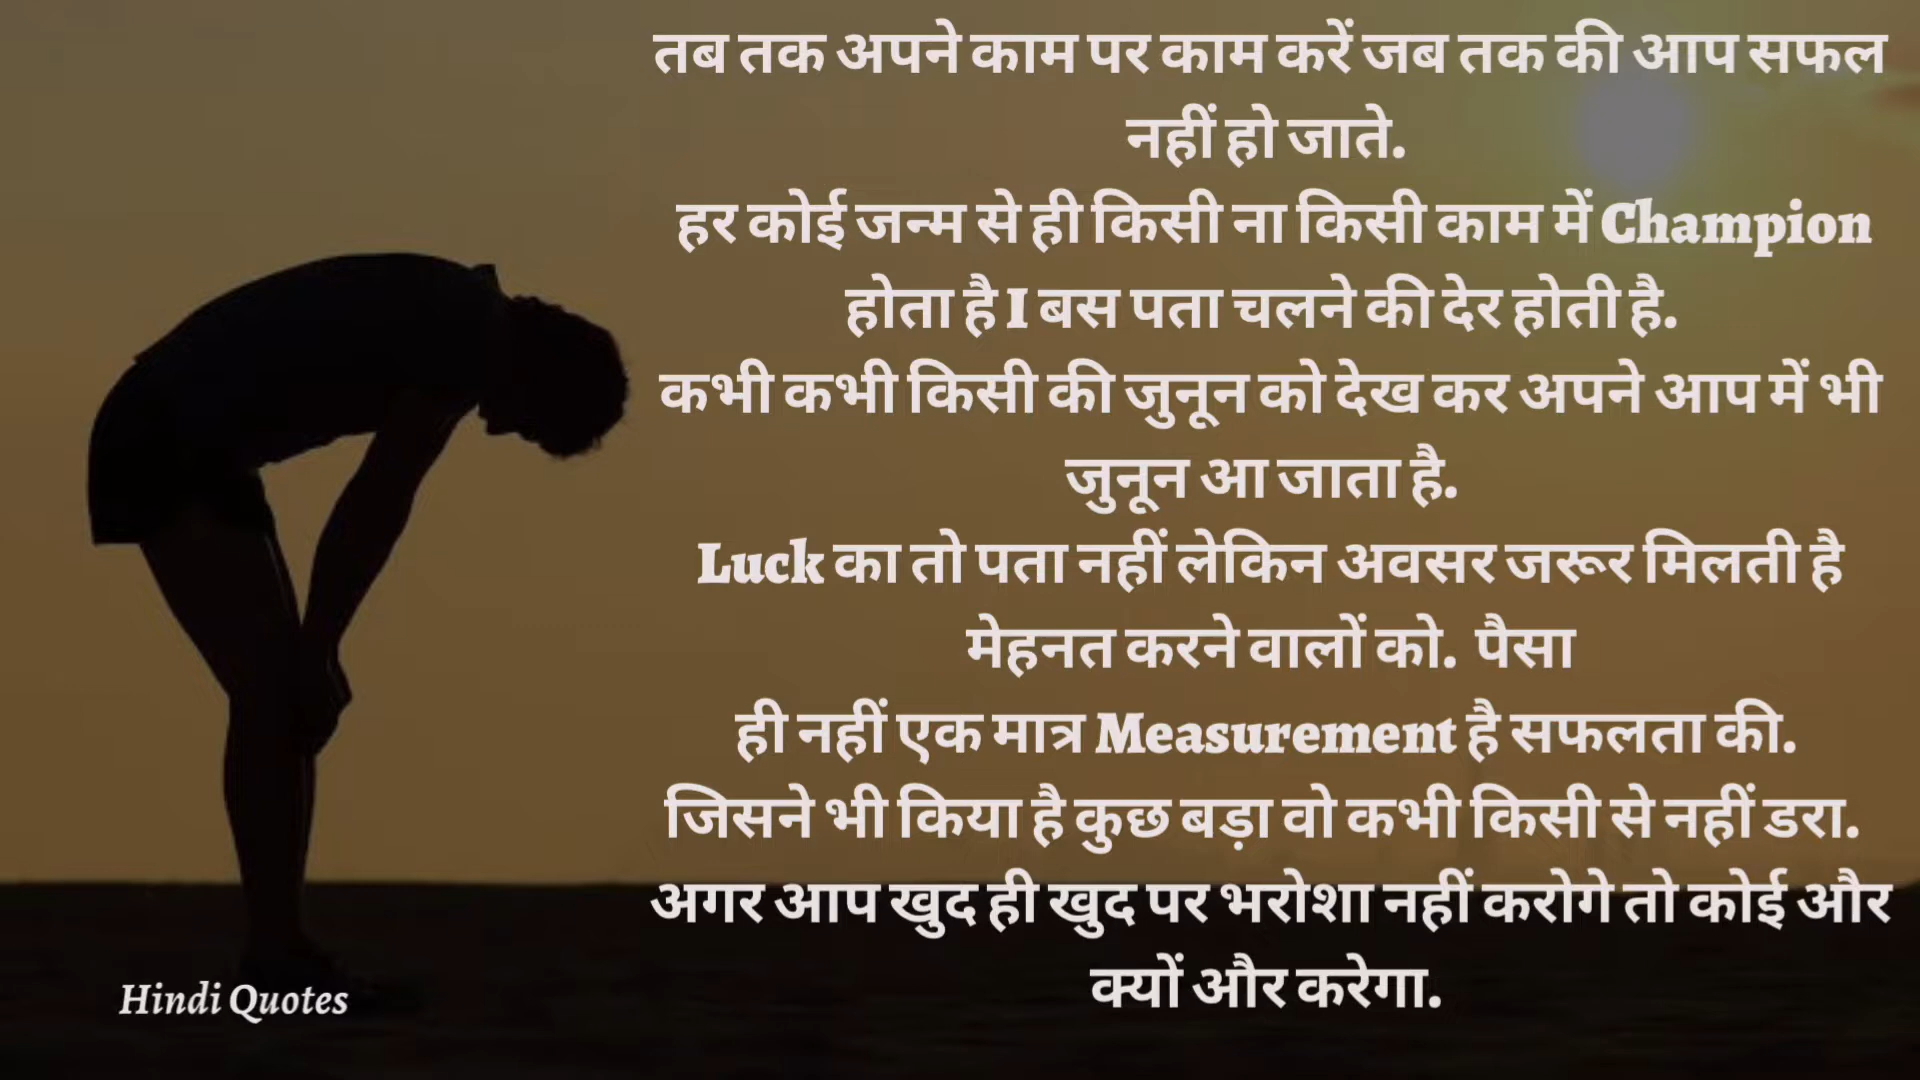 तब तक अपने काम पर काम करें जब तक की आप सफल
नहीं हो जाते.
हर कोई जन्म से ही किसी ना किसी काम में Champion
होता है I बस पता चलने की देर होती है.
कभी कभी किसी की जुनून को देख कर अपने आप में भी
जुनून आ जाता है.
Luck का तो पता नहीं लेकिन अवसर जरूर मिलती है
मेहनत करने वालों को. पैसा
ही नहीं एक मात्र Measurement है सफलता की.
जिसने भी किया है कुछ बड़ा वो कभी किसी से नहीं डरा.
अगर आप खुद ही खुद पर भरोशा नहीं करोगे तो कोई और
क्यों और करेगा.
Hindi Quotes